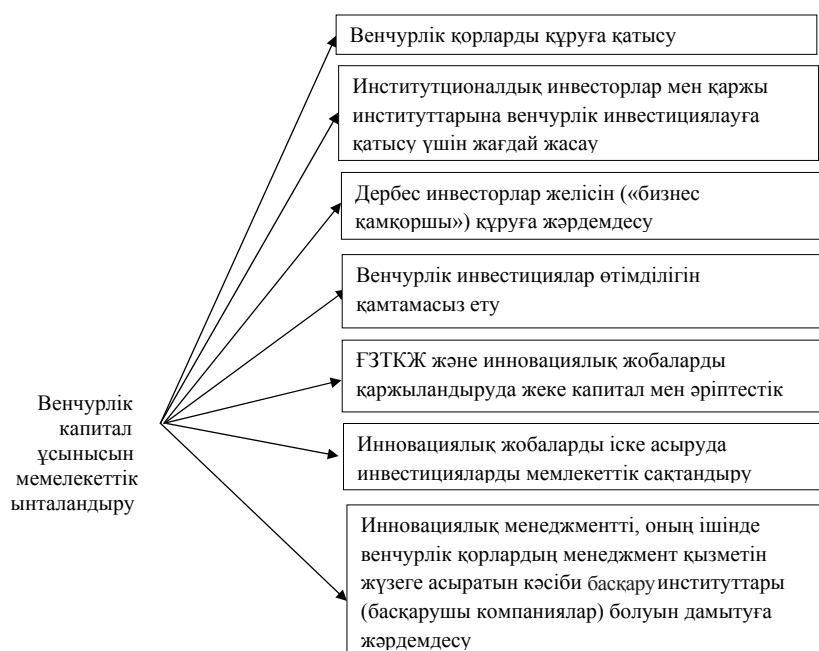 Венчурлік қорларды құруға қатысу
Институтционалдық инвесторлар мен қаржы
институттарына венчурлік инвестициялауға
қатысу үшін жағдай жасау
Дербес инвесторлар желісін («бизнес
қамқоршы») құруға жәрдемдесу
Венчурлік инвестициялар өтімділігін
қамтамасыз ету
ҒЗТКЖ және инновациялық жобаларды
қаржыландыруда жеке капитал мен әріптестік
Венчурлік
капитал
ұсынысын
мемелекеттік
ынталандыру
Инновациялық жобаларды іске асыруда
инвестицияларды мемлекеттік сақтандыру
Инновациялық менеджментті, оның ішінде
венчурлік қорлардың менеджмент қызметін
жүзеге асыратын кәсіби басқару институттары
(басқарушы компаниялар) болуын дамытуға
жәрдемдесу